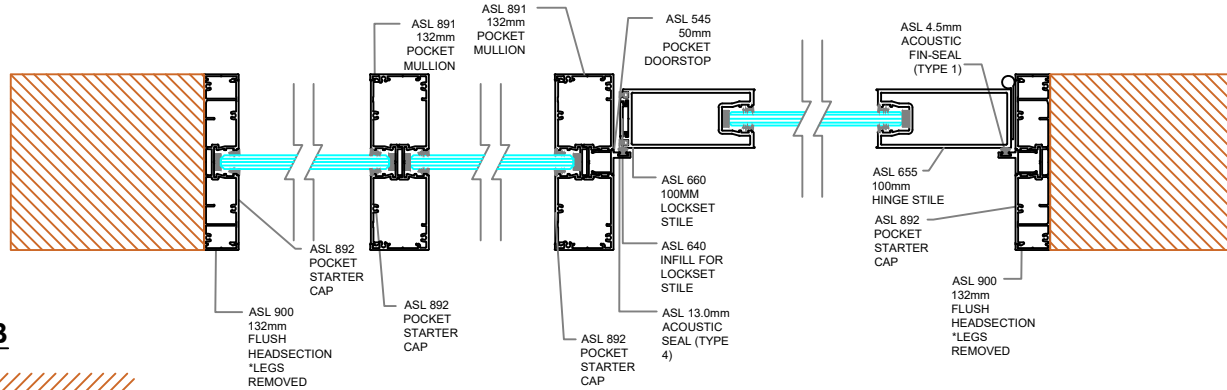 ASL 891
132mm
POCKET
MULLION
ASL 891
132mm
POCKET
MULLION
ASL 545
50mm
POCKET
DOORSTOP
ASL 4.5mm
ACOUSTIC
FIN-SEAL
(TYPE 1)
ASL 892
POCKET
STARTER
CAP
ASL 900
132mm
FLUSH
HEADSECTION
*LEGS
REMOVED
ASL 892
POCKET
STARTER
CAP
ASL 892
POCKET
STARTER
CAP
ASL 660
100MM
LOCKSET
STILE
ASL 640
INFILL FOR
LOCKSET
STILE
ASL 13.0mm
ACOUSTIC
SEAL (TYPE
4)
ASL 655
100mm
HINGE STILE
ASL 892
POCKET
STARTER
CAP
ASL 900
132mm
FLUSH
HEADSECTION
*LEGS
REMOVED